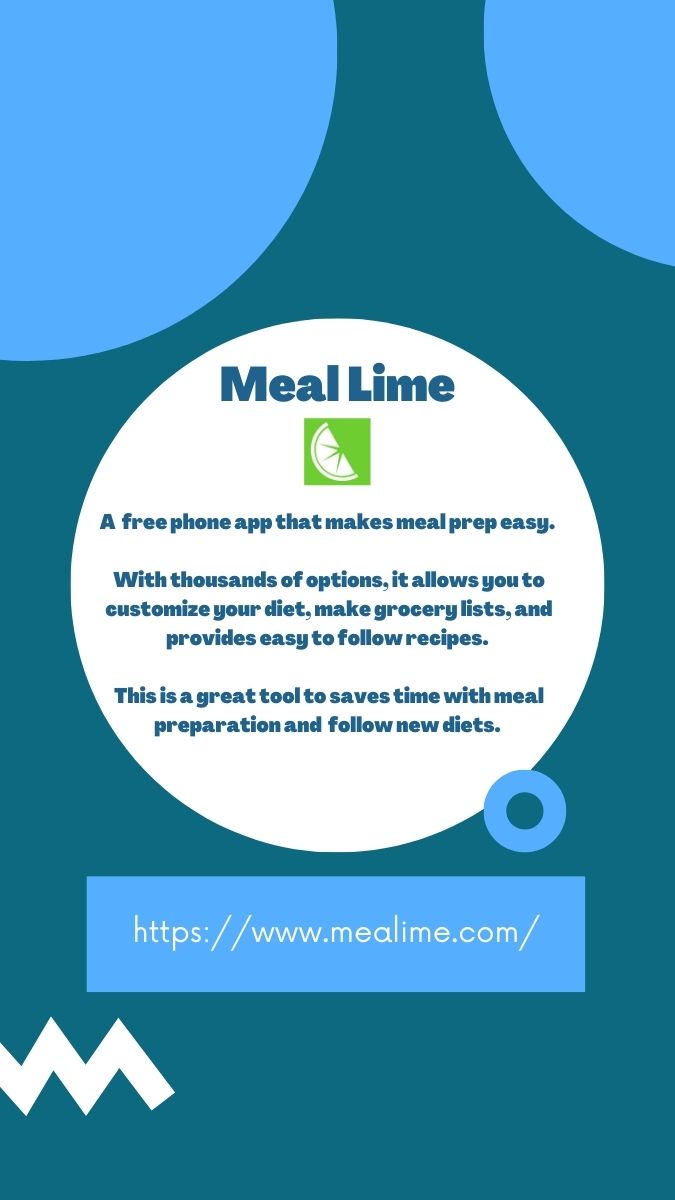 Meal Lime
A free phone app that makes meal prep easy.
With thousands of options, it allows you to
customize your diet, make grocery lists, and
provides easy to follow recipes.
This is a great tool to saves time with meal
preparation and follow new diets.
https://www.mealime.com/